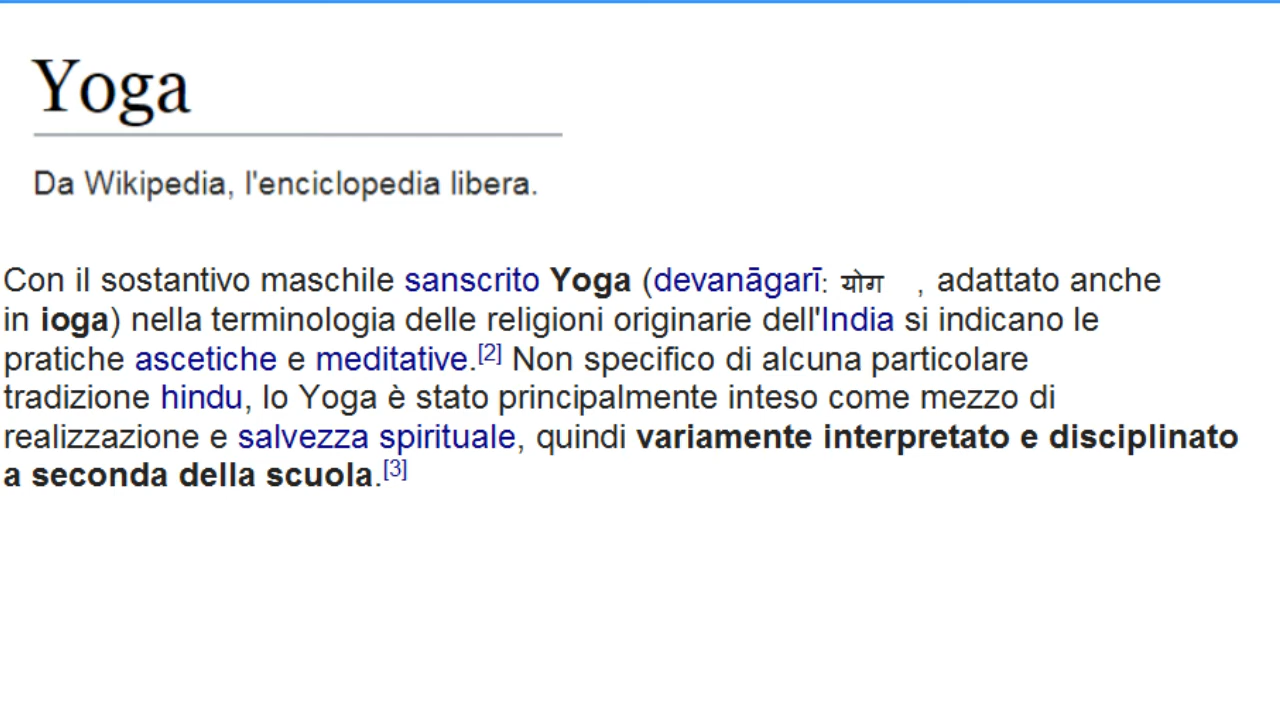 Yoga
Da Wikipedia, l'enciclopedia libera.
Con il sostantivo maschile sanscrito Yoga (devanāgarī: योग , adattato anche
in ioga) nella terminologia delle religioni originarie dell'India si indicano le
pratiche ascetiche e meditative.[2] Non specifico di alcuna particolare
tradizione hindu, lo Yoga è stato principalmente inteso come mezzo di
realizzazione e salvezza spirituale, quindi variamente interpretato e disciplinato
a seconda della scuola.[3]